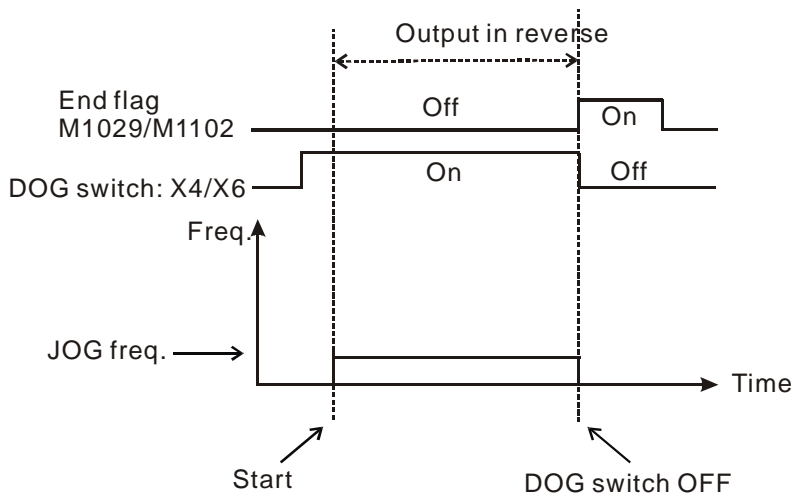 Output in reverse
End flag
M1029/M1102
Off
On
DOG switch: X4/X6
On
Off
Freq.
JOG freq.
Time
Start
DOG switch OFF